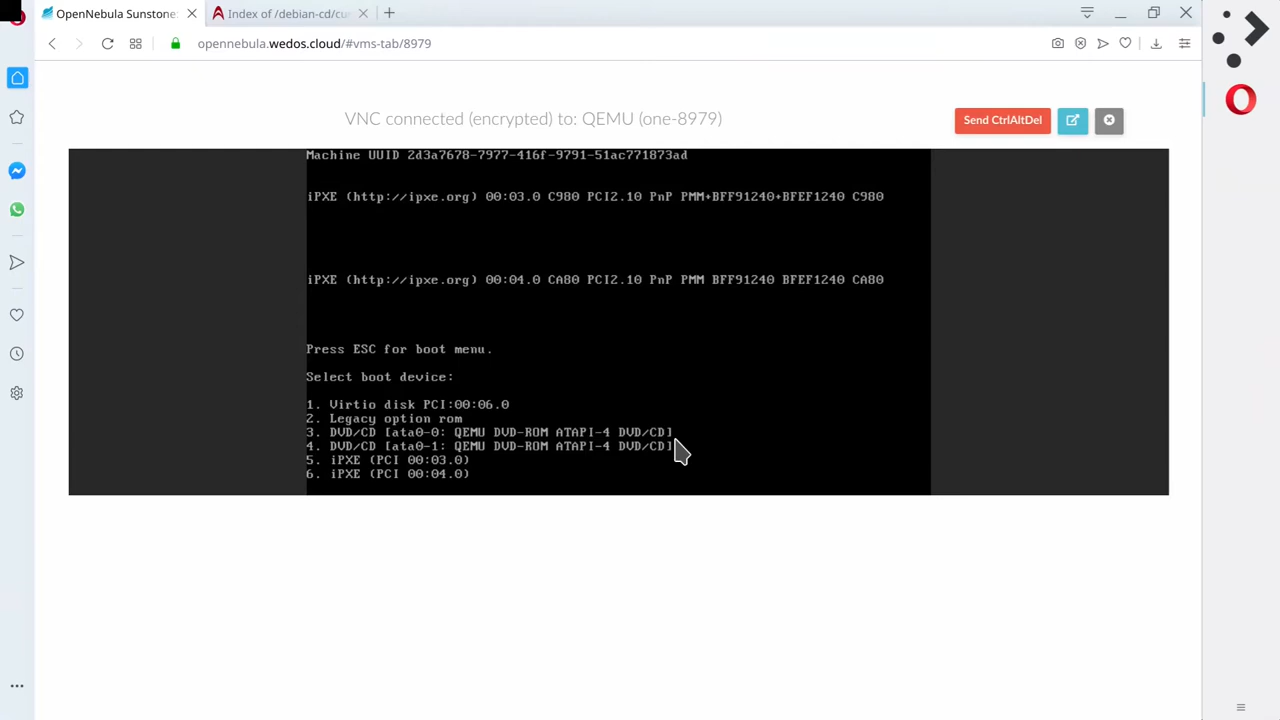 OpenNebula Sunstone:
Index of /debian-cd/cu
opennebula.wedos.cloud/#vms-tab/8979
VNC connected (encrypted) to: QEMU (one-8979)
Send CtrlAltDel
Machine UUID 2d3a7678-7977-416f-9791-51ac771873ad
iPXE (http://ipxe.org) 00:03.0 C980 PCI2.10 PnP PMM+BFF91240+BFEF1240 C980
iPXE (http://ipxe.org) 00:04.0 CA80 PCI2.10 PnP PMM BFF91240 BFEF1240 CA80
Press ESC for boot menu.
Select boot device:
1. Virtio disk PCI:00:06.0
2. Legacy option rom
3. DVD/CD [ata0-0: QEMU DVD-ROM ATAPI-4 DVD/CD]
4. DVD/CD [ata0-1: QEMU DVD-ROM ATAPI-4 DVD/CD]
5. iPXE (PCI 00:03.0)
6. iPXE (PCI 00:04.0)